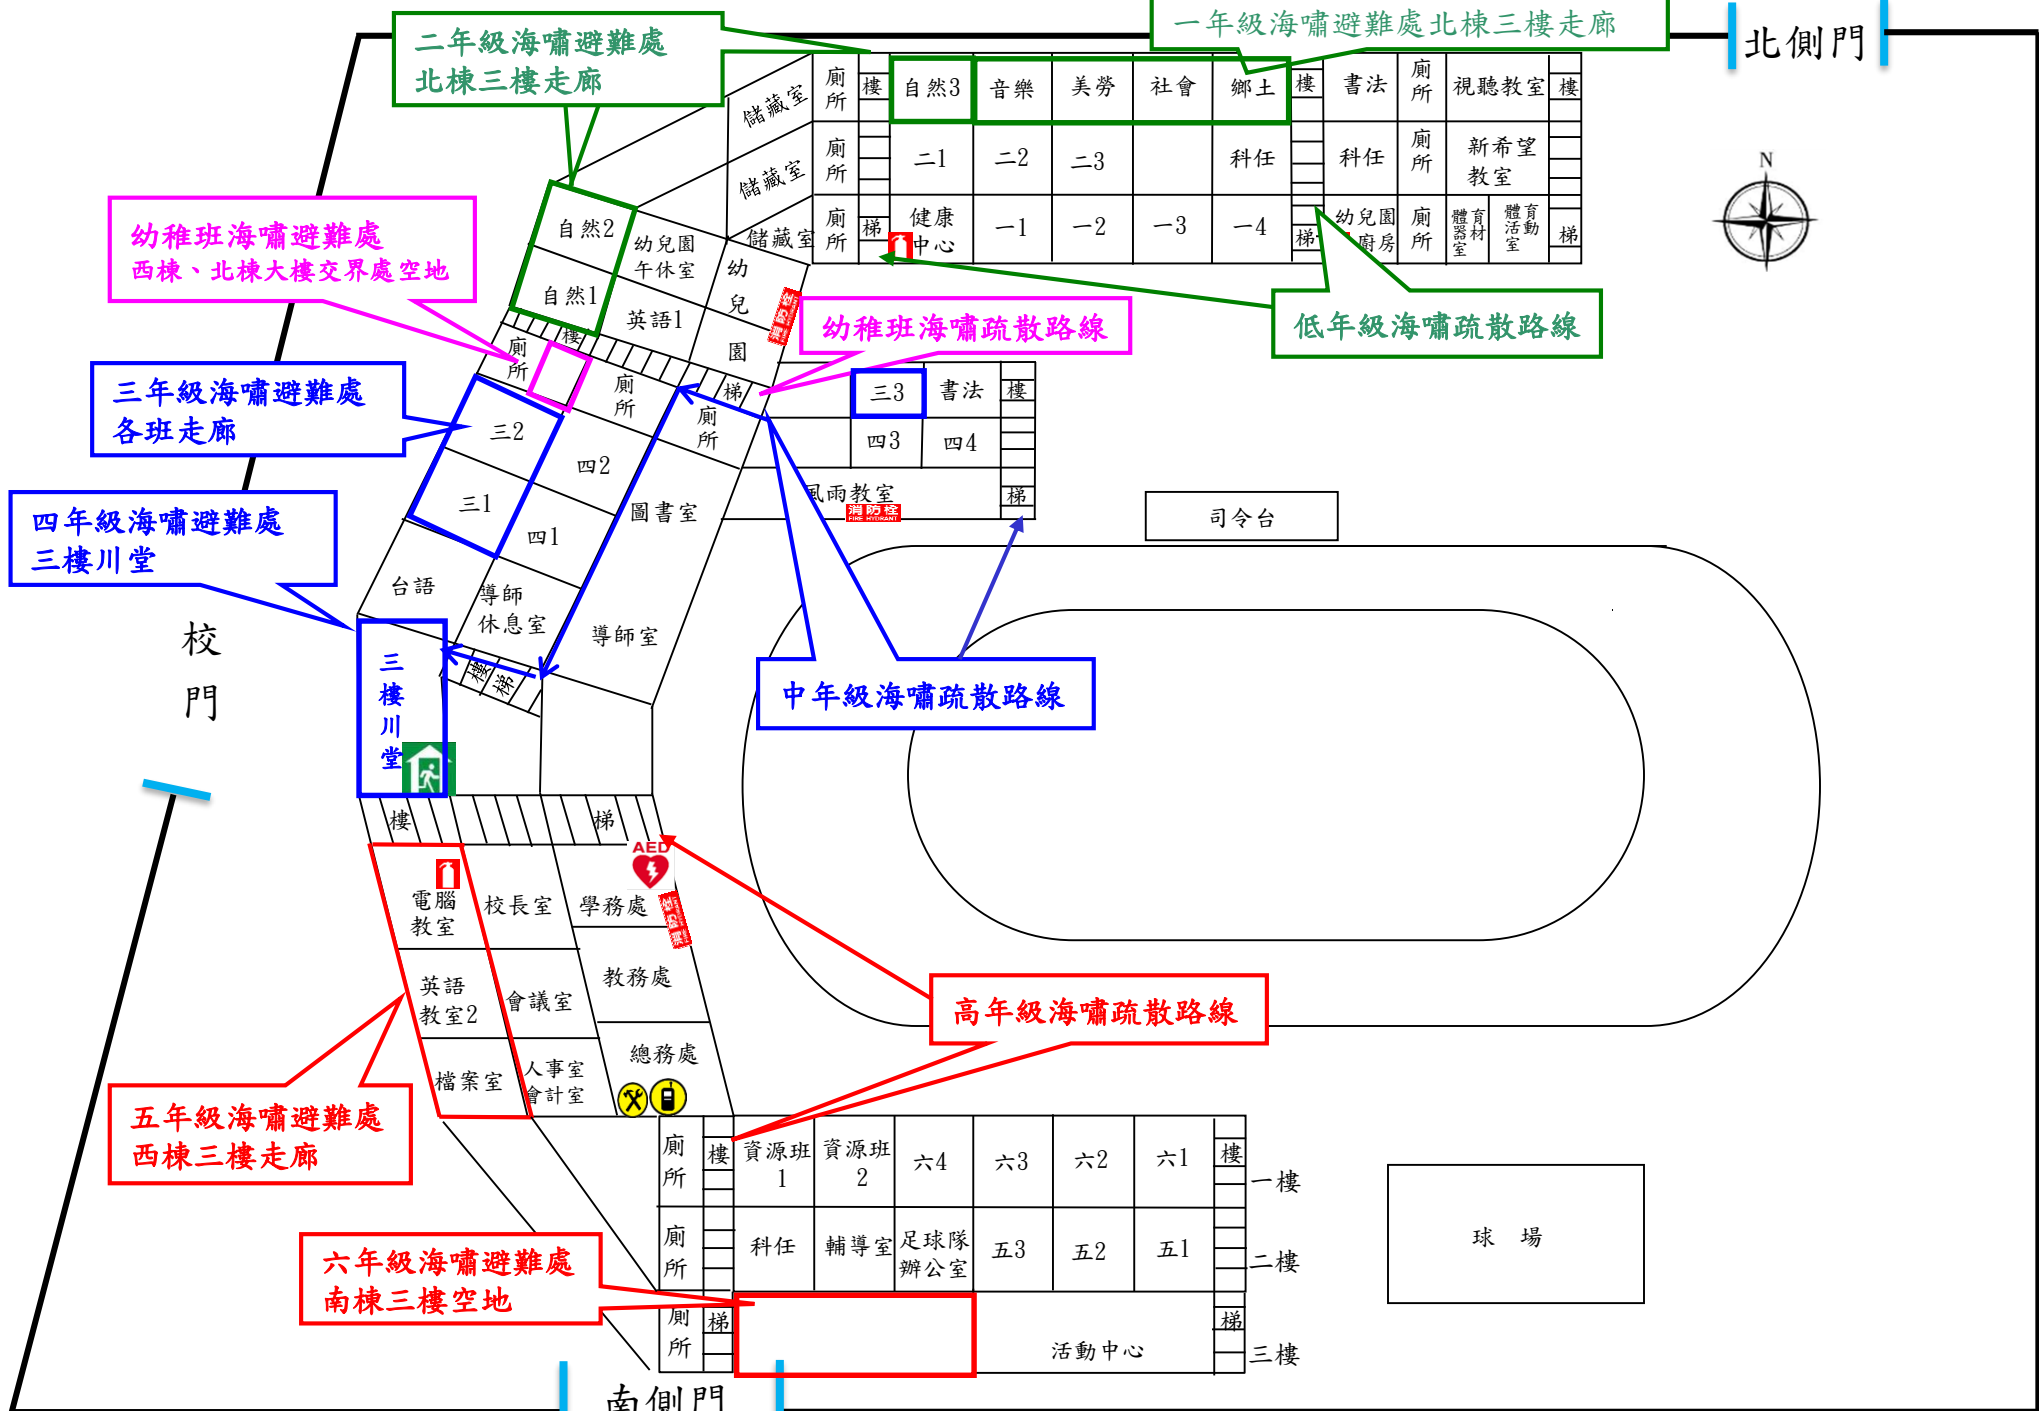 一年級海嘯避難處北棟三樓走廊
二年級海嘯避難處
北棟三樓走廊
北側門
N
儲藏室
廁所
樓
自然3
音樂
美勞
社會
鄉土
樓
書法
廁所
視聽教室
樓
儲藏室
廁所
二1
二2
二3
科任
科任
廁所
新希望
教室
儲藏室
廁所
梯
健康
中心
一1
一2
一3
一4
梯
幼兒園
廚房
廁所
體育
器材
室
體育
活動
室
梯
幼稚班海嘯避難處
西棟、北棟大樓交界處空地
自然2
幼兒園
午休室
幼
兒
園
自然1
英語1
消防栓
幼稚班海嘯疏散路線
低年級海嘯疏散路線
廁所
樓
廁所
梯
廁所
三年級海嘯避難處
各班走廊
三3
書法
樓
四3
四4
風雨教室
梯
消防栓
FIRE HYDRANT
三2
四2
三1
四1
圖書室
司令台
四年級海嘯避難處
三樓川堂
台語
導師
休息室
導師室
校
門
三
樓
川
堂
樓
梯
中年級海嘯疏散路線
樓
梯
AED
電腦
教室
校長室
學務處
消防栓
英語
教室2
會議室
教務處
高年級海嘯疏散路線
檔案室
人事室
會計室
總務處
五年級海嘯避難處
西棟三樓走廊
廁所
樓
資源班
1
資源班
2
六4
六3
六2
六1
樓
一樓
廁所
科任
輔導室
足球隊
辦公室
五3
五2
五1
二樓
球 場
六年級海嘯避難處
南棟三樓空地
廁所
梯
活動中心
梯
三樓
南側門